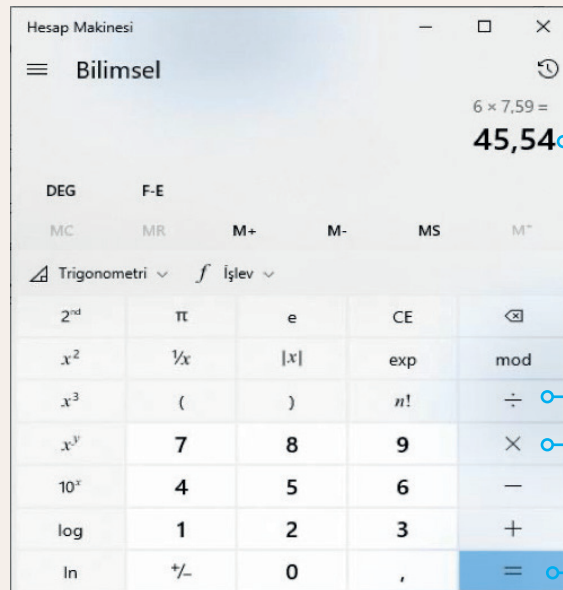 Hesap Makinesi
Bilimsel
6 × 7,59 =
45,54
DEG F-E
MC MR M+ M- MS M˅
Trigonometri f İşlev
2ⁿᵈ π e CE
x² ¹/x |x| exp mod
x³ ( ) n! ÷
xʸ 7 8 9 ×
10ˣ 4 5 6 −
log 1 2 3 +
ln +/− 0 , =